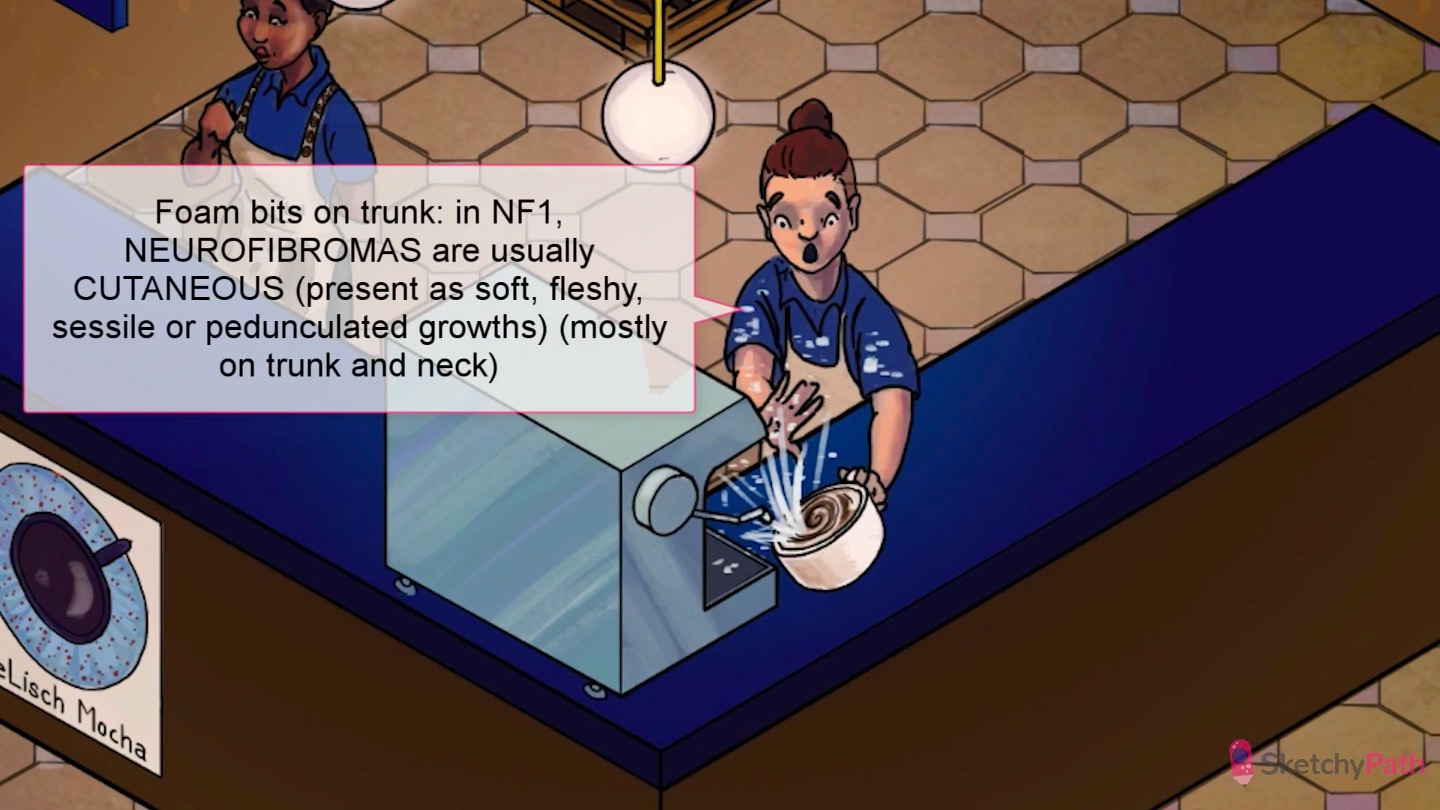 Foam bits on trunk: in NF1,
NEUROFIBROMAS are usually
CUTANEOUS (present as soft, fleshy,
sessile or pedunculated growths) (mostly
on trunk and neck)
eLisch Mocha
SketchyPath